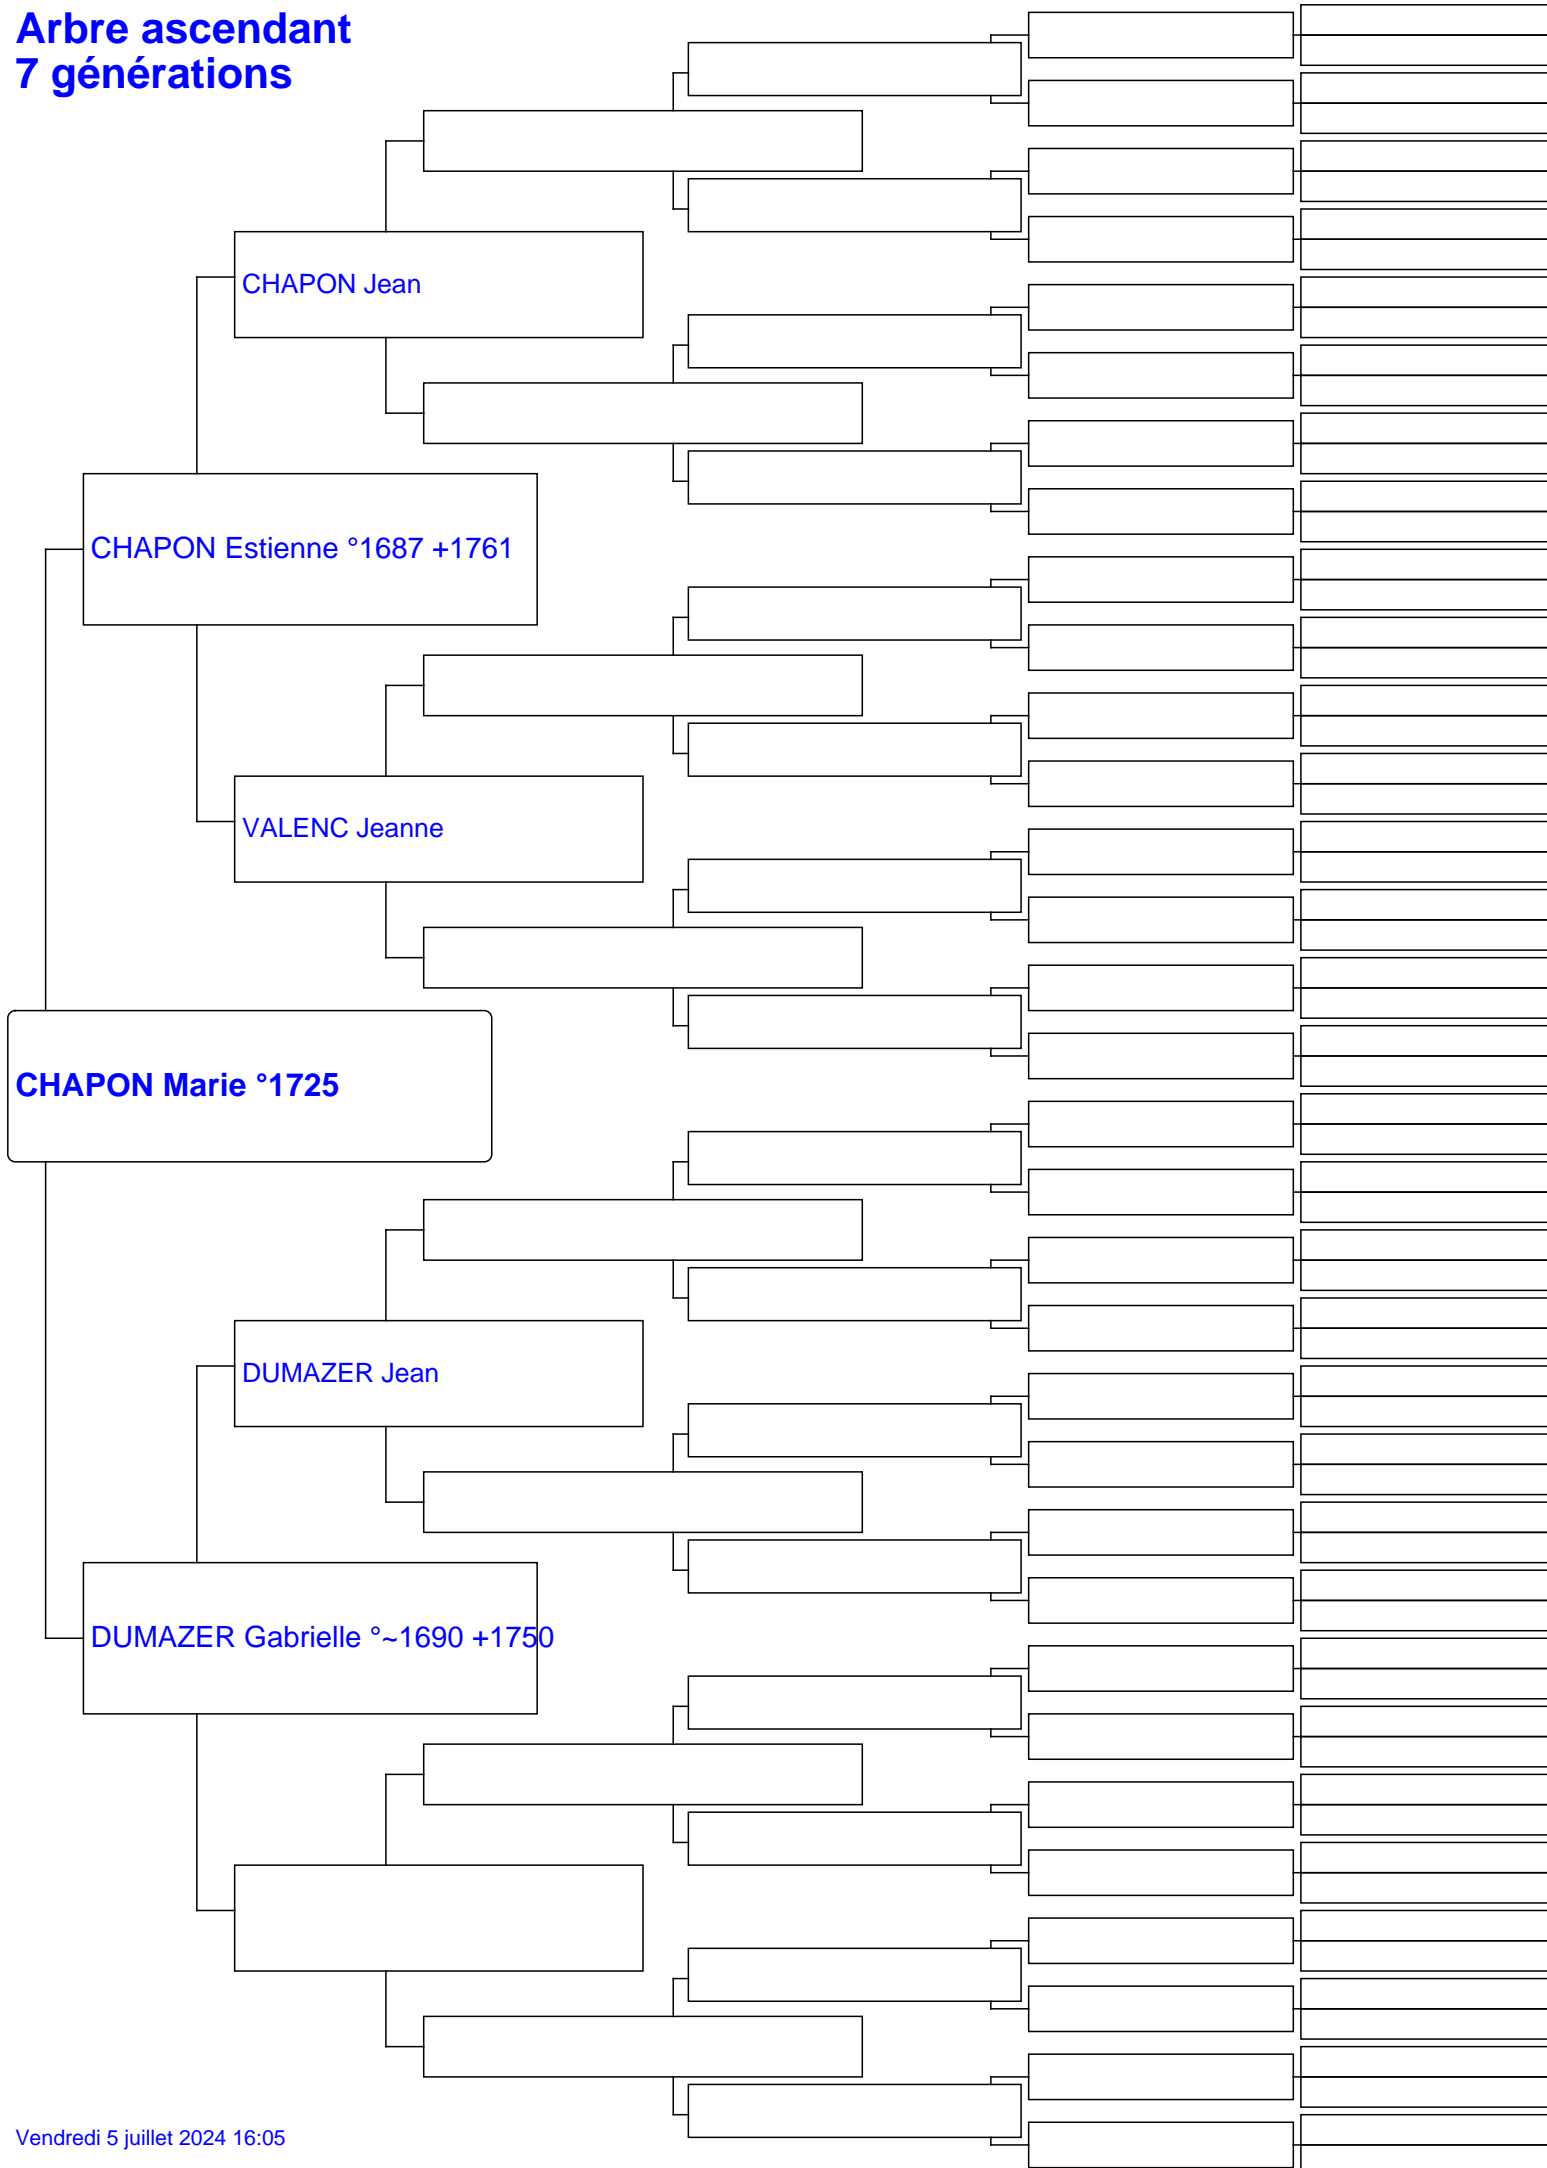 Arbre ascendant
7 générations
CHAPON Jean
CHAPON Estienne °1687 +1761
VALENC Jeanne
CHAPON Marie °1725
DUMAZER Jean
DUMAZER Gabrielle °~1690 +1750
Vendredi 5 juillet 2024 16:05